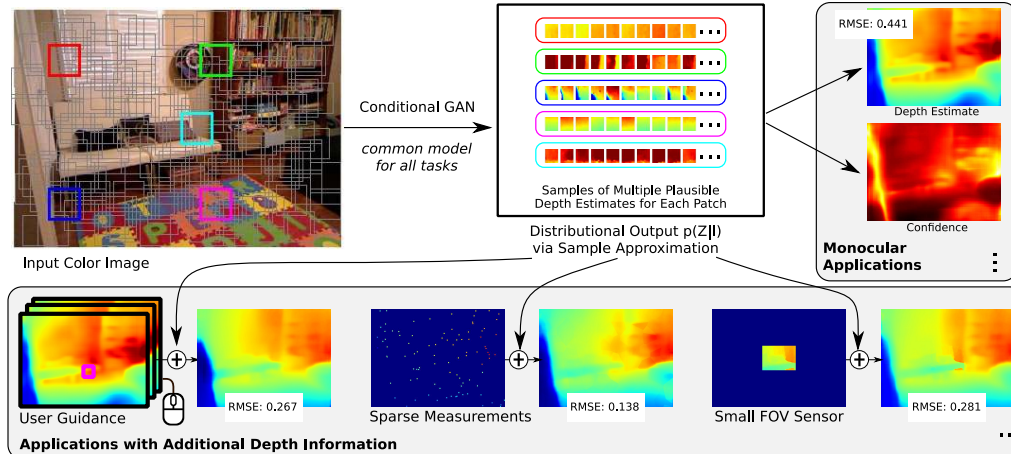 Input Color Image
Conditional GAN
common model
for all tasks
Samples of Multiple Plausible
Depth Estimates for Each Patch
Distributional Output p(Z|I)
via Sample Approximation
RMSE: 0.441
Depth Estimate
Confidence
Monocular
Applications
User Guidance
RMSE: 0.267
Sparse Measurements
RMSE: 0.138
Small FOV Sensor
RMSE: 0.281
Applications with Additional Depth Information